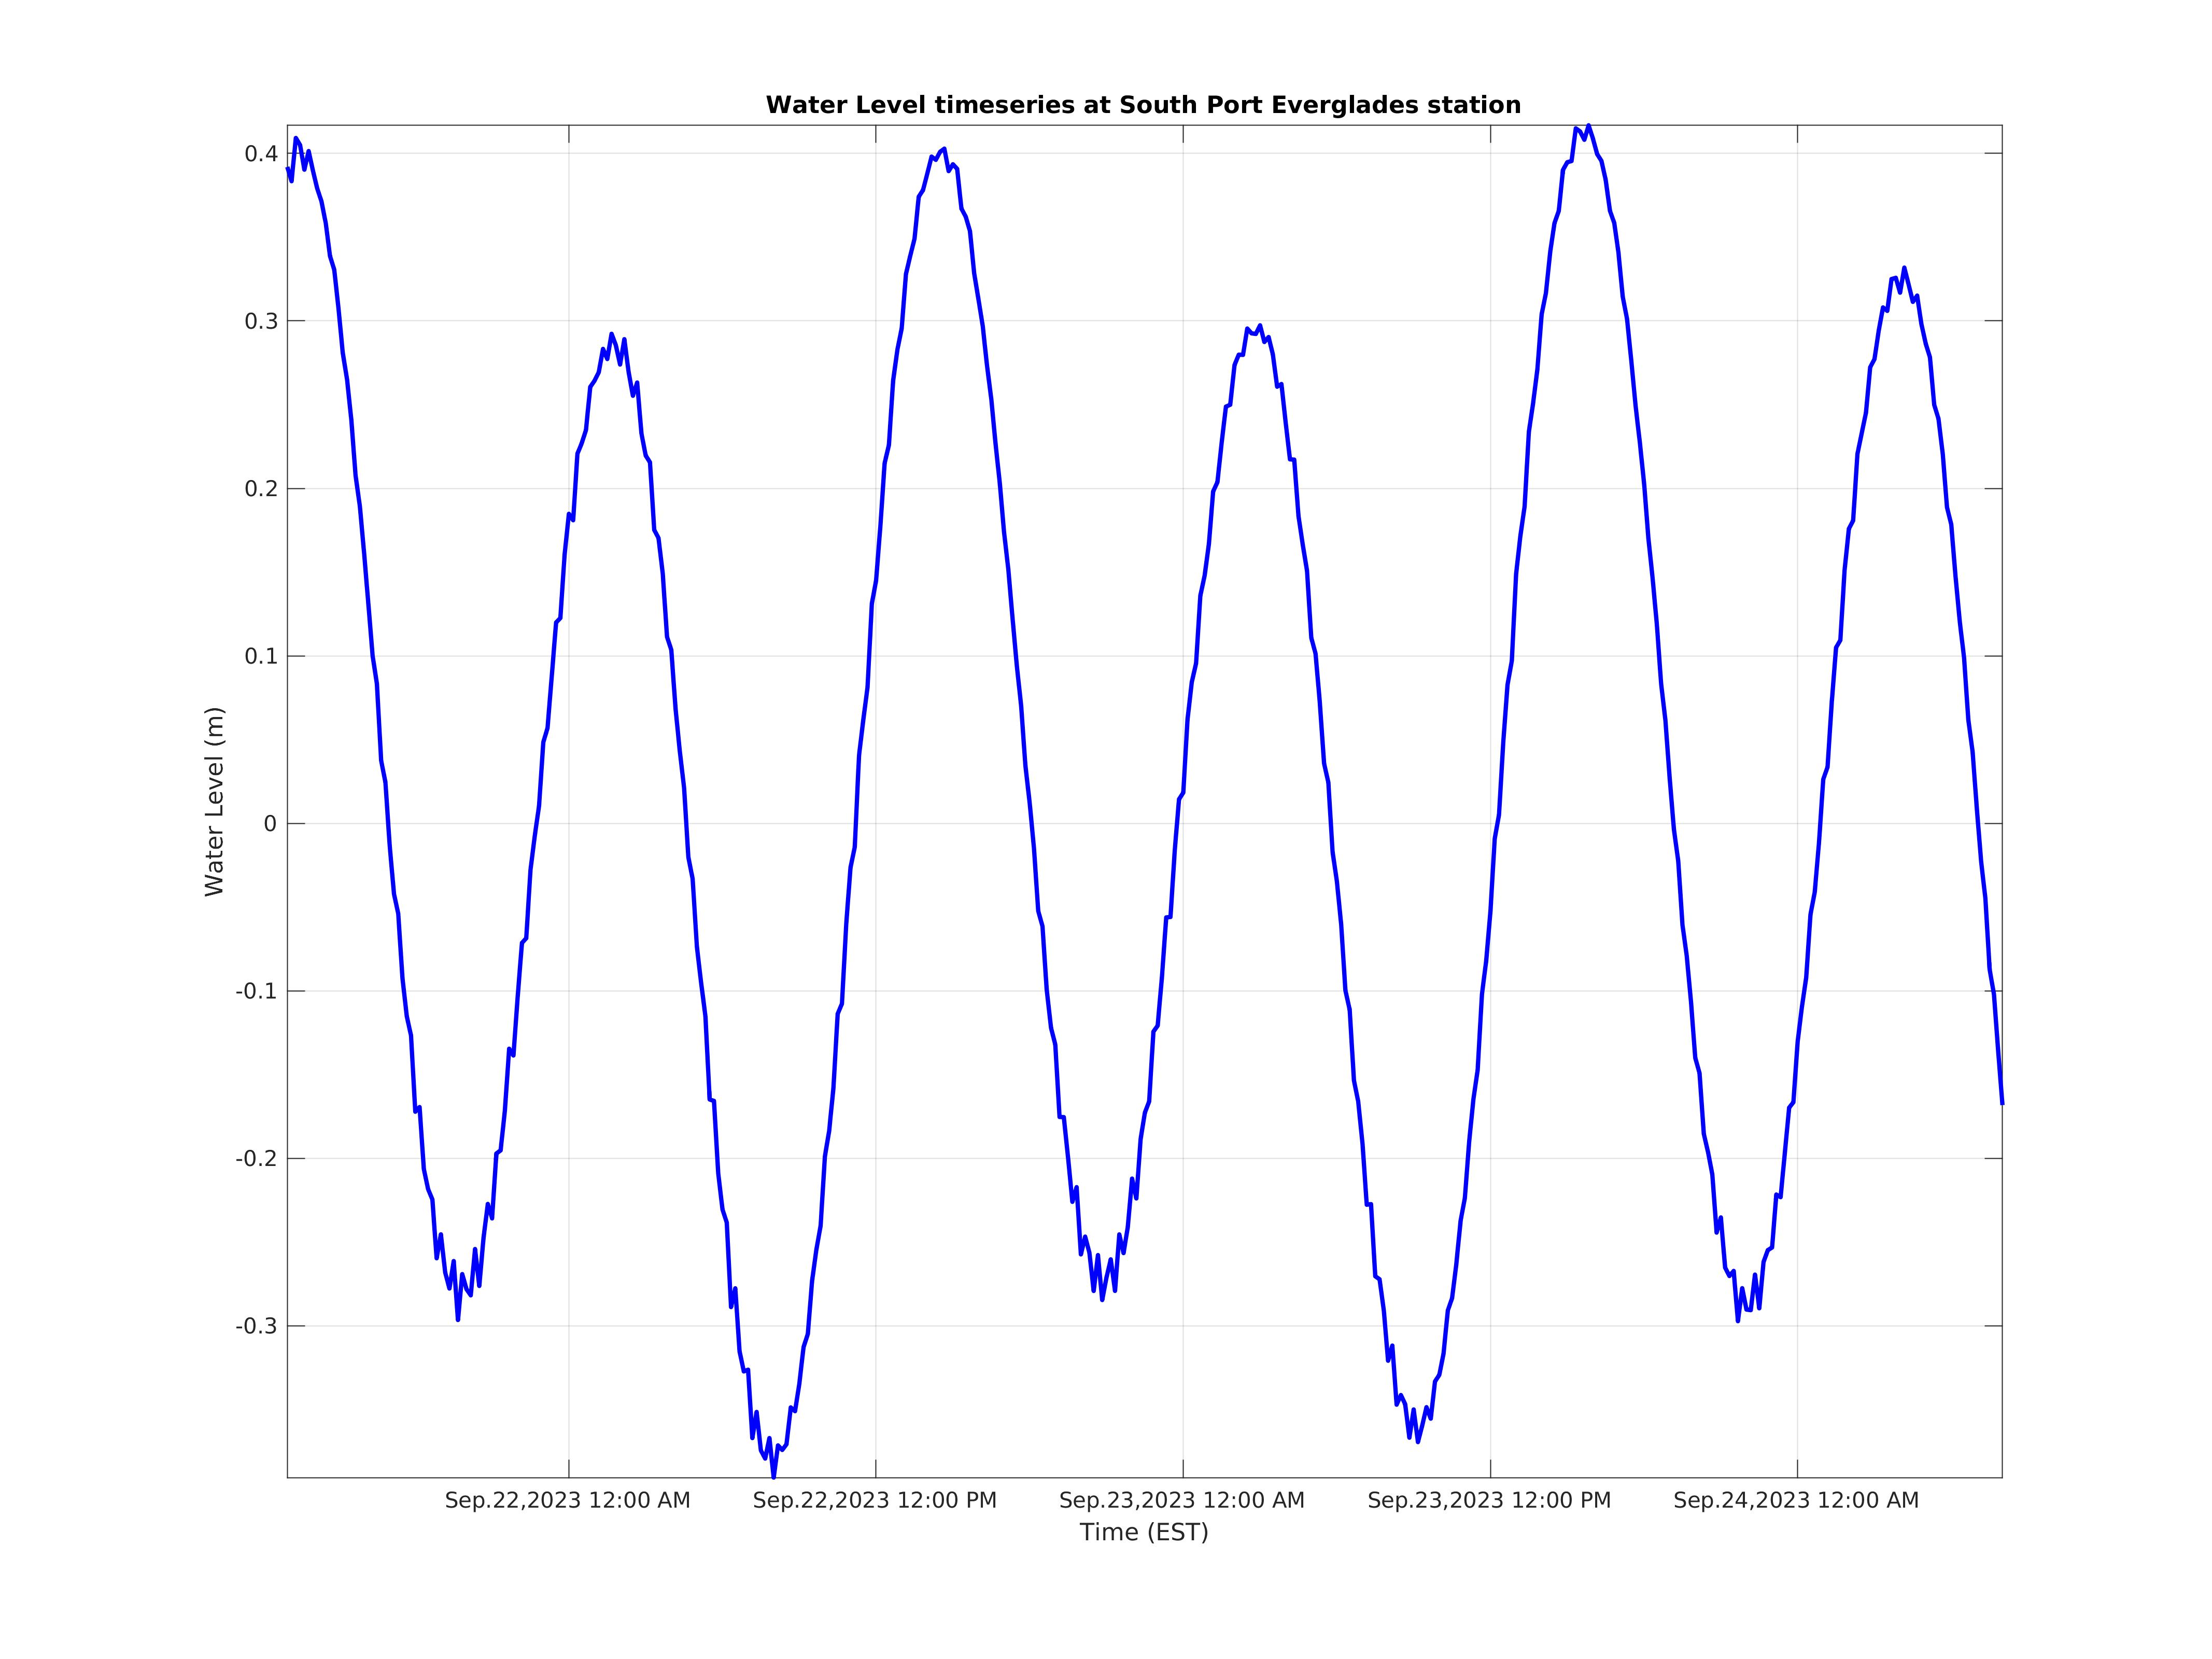 Water Level timeseries at South Port Everglades station
0.4
0.3
0.2
0.1
0
-0.1
-0.2
-0.3
Water Level (m)
Sep.22,2023 12:00 AM
Sep.22,2023 12:00 PM
Sep.23,2023 12:00 AM
Sep.23,2023 12:00 PM
Sep.24,2023 12:00 AM
Time (EST)